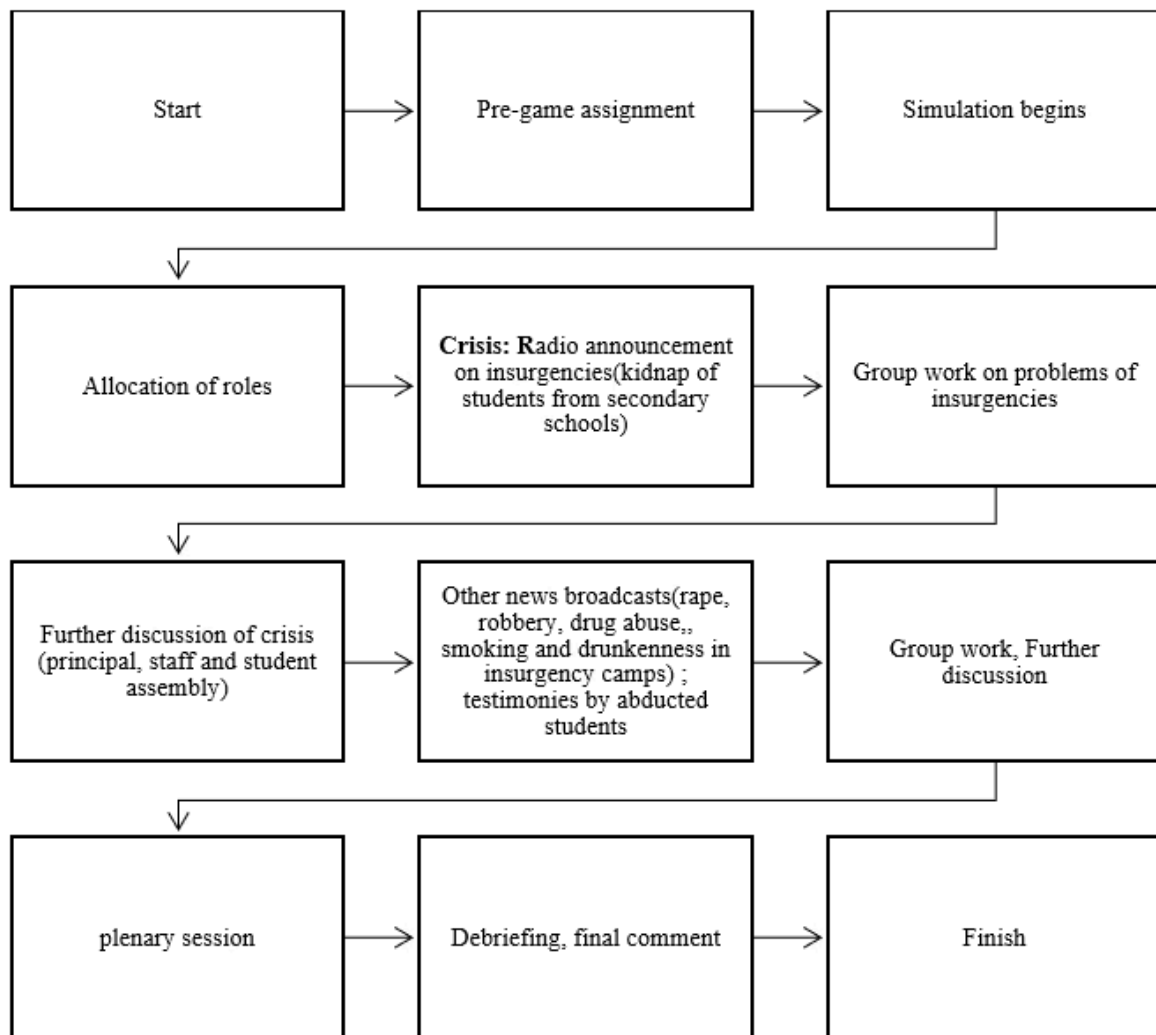 Start
Pre-game assignment
Simulation begins
Allocation of roles
Crisis: Radio announcement
on insurgencies(kidnap of
students from secondary
schools)
Group work on problems of
insurgencies
Further discussion of crisis
(principal, staff and student
assembly)
Other news broadcasts(rape,
robbery, drug abuse,,
smoking and drunkenness in
insurgency camps) ;
testimonies by abducted
students
Group work, Further
discussion
plenary session
Debriefing, final comment
Finish